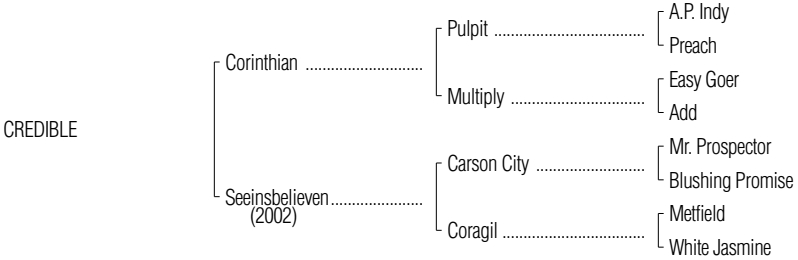 A.P. Indy
Pulpit ........................................
Preach
Corinthian ..............................
Easy Goer
Multiply ...................................
Add
CREDIBLE
Mr. Prospector
Carson City .............................
Blushing Promise
Seeinsbelieven........................
(2002)
Metfield
Coragil .....................................
White Jasmine